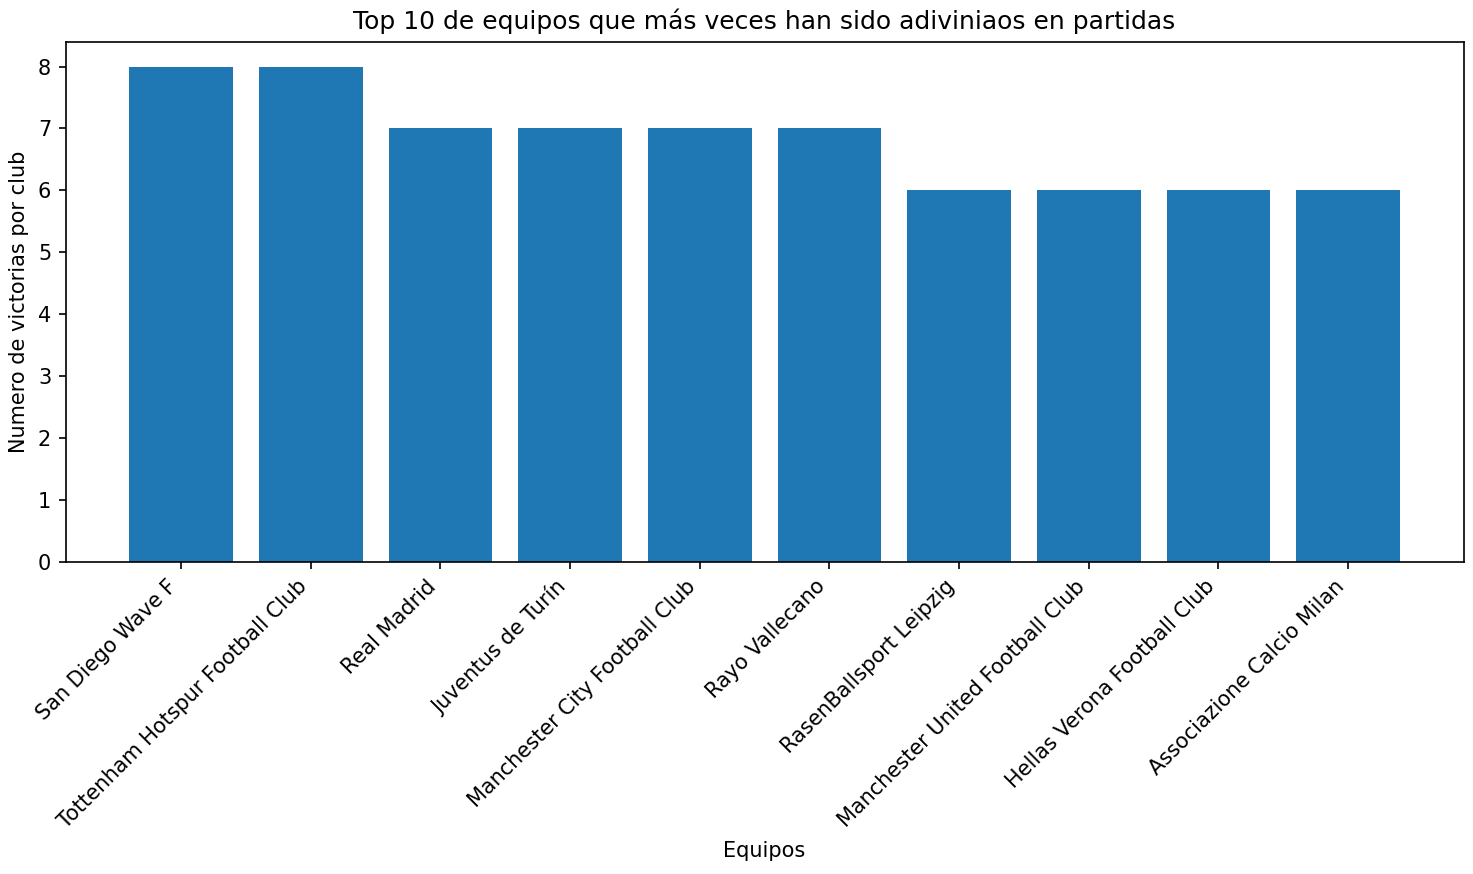 Top 10 de equipos que más veces han sido adiviniaos en partidas
Numero de victorias por club
8
7
6
5
4
3
2
1
0
San Diego Wave F
Tottenham Hotspur Football Club
Real Madrid
Juventus de Turín
Manchester City Football Club
Rayo Vallecano
RasenBallsport Leipzig
Manchester United Football Club
Hellas Verona Football Club
Associazione Calcio Milan
Equipos